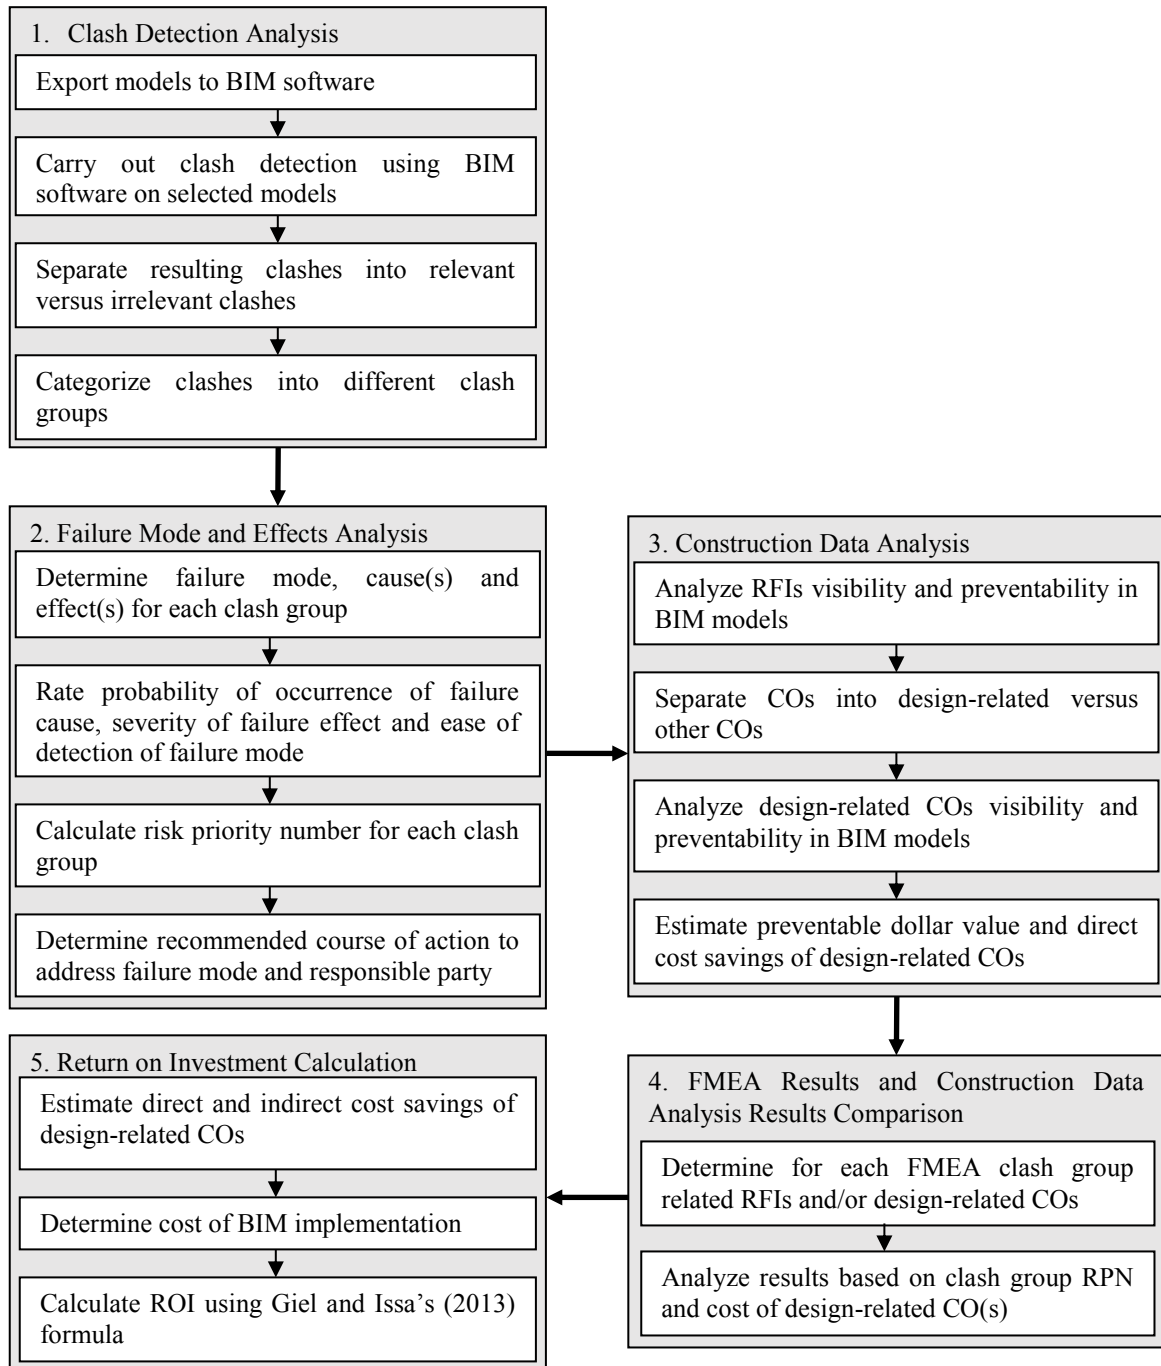 1. Clash Detection Analysis
Export models to BIM software
Carry out clash detection using BIM
software on selected models
Separate resulting clashes into relevant
versus irrelevant clashes
Categorize clashes into different clash
groups
2. Failure Mode and Effects Analysis
Determine failure mode, cause(s) and
effect(s) for each clash group
Rate probability of occurrence of failure
cause, severity of failure effect and ease of
detection of failure mode
Calculate risk priority number for each clash
group
Determine recommended course of action to
address failure mode and responsible party
3. Construction Data Analysis
Analyze RFIs visibility and preventability in
BIM models
Separate COs into design-related versus
other COs
Analyze design-related COs visibility and
preventability in BIM models
Estimate preventable dollar value and direct
cost savings of design-related COs
4. FMEA Results and Construction Data
Analysis Results Comparison
Determine for each FMEA clash group
related RFIs and/or design-related COs
Analyze results based on clash group RPN
and cost of design-related CO(s)
5. Return on Investment Calculation
Estimate direct and indirect cost savings of
design-related COs
Determine cost of BIM implementation
Calculate ROI using Giel and Issa's (2013)
formula